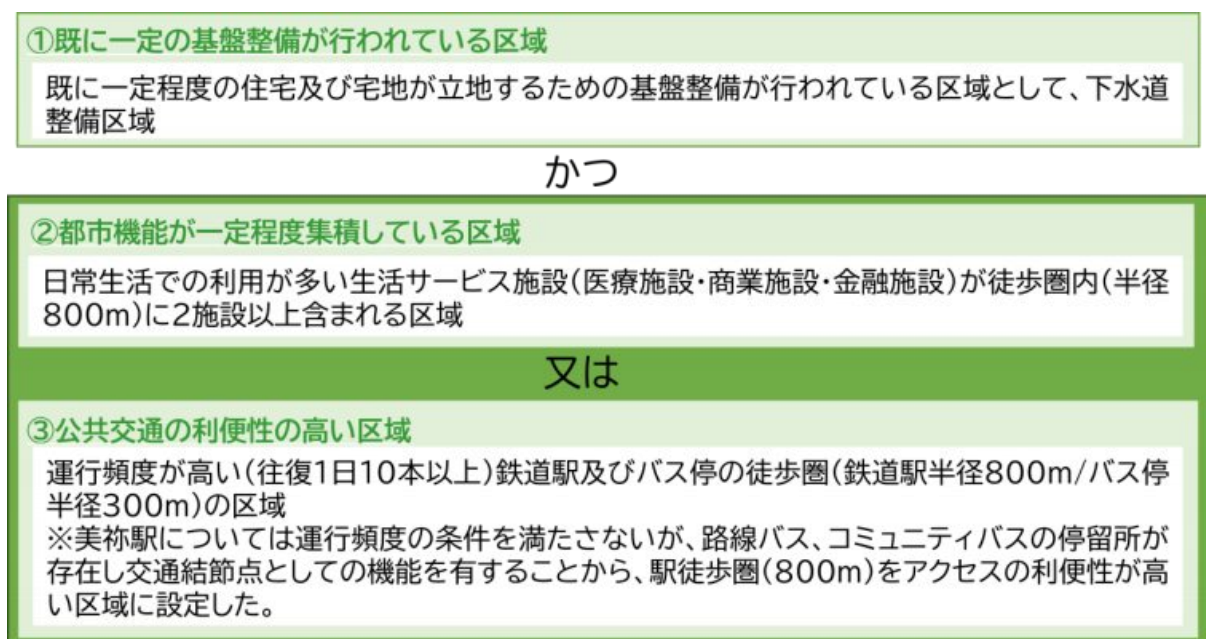 ①既に一定の基盤整備が行われている区域
既に一定程度の住宅及び宅地が立地するための基盤整備が行われている区域として、下水道
整備区域
かつ
②都市機能が一定程度集積している区域
日常生活での利用が多い生活サービス施設(医療施設・商業施設・金融施設)が徒歩圏内(半径
800m)に2施設以上含まれる区域
又は
③公共交通の利便性の高い区域
運行頻度が高い(往復1日10本以上)鉄道駅及びバス停の徒歩圏(鉄道駅半径800m/バス停
半径300m)の区域
※美祢駅については運行頻度の条件を満たさないが、路線バス、コミュニティバスの停留所が
存在し交通結節点としての機能を有することから、駅徒歩圏(800m)をアクセスの利便性が高
い区域に設定した。